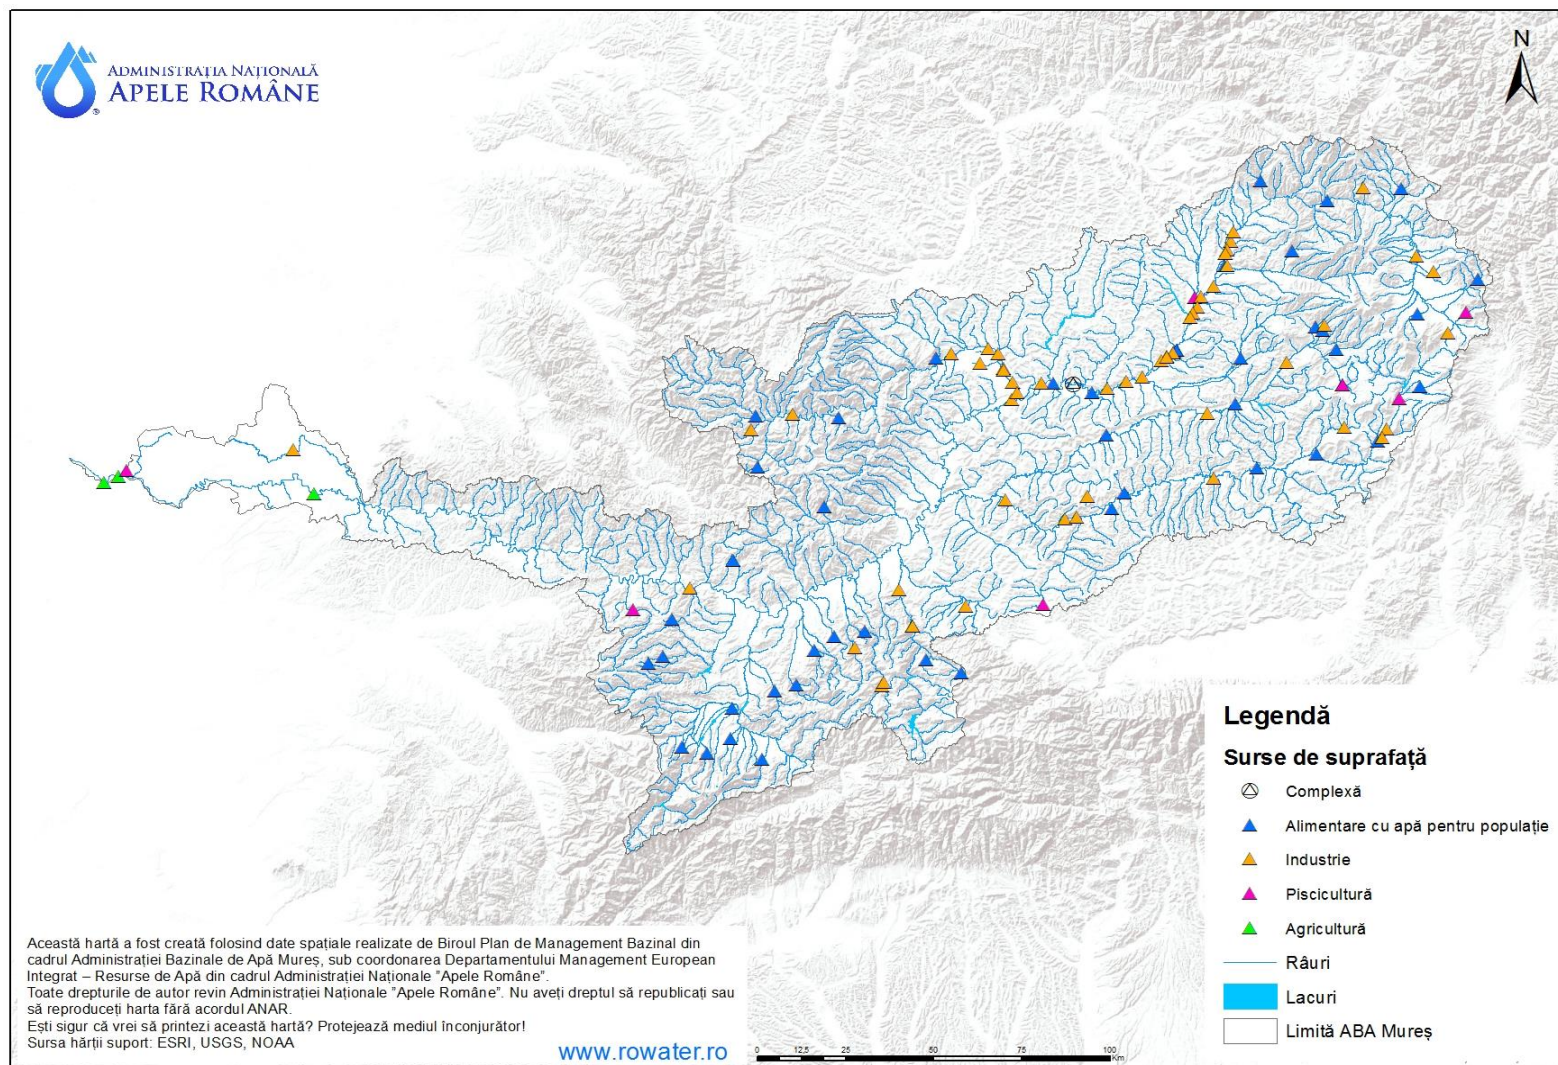 ADMINISTRAȚIA NAȚIONALĂ
APELE ROMÂNE
®
N
Legendă
Surse de suprafață
Complexă
Alimentare cu apă pentru populație
Industrie
Piscicultură
Agricultură
Râuri
Lacuri
Limită ABA Mureș
Această hartă a fost creată folosind date spațiale realizate de Biroul Plan de Management Bazinal din
cadrul Administrației Bazinale de Apă Mureș, sub coordonarea Departamentului Management European
Integrat – Resurse de Apă din cadrul Administrației Naționale ”Apele Române”.
Toate drepturile de autor revin Administrației Naționale ”Apele Române”. Nu aveți dreptul să republicați sau
să reproduceți harta fără acordul ANAR.
Ești sigur că vrei să printezi această hartă? Protejează mediul înconjurător!
Sursa hărții suport: ESRI, USGS, NOAA
www.rowater.ro
0 12,5 25 50 75 100
Km